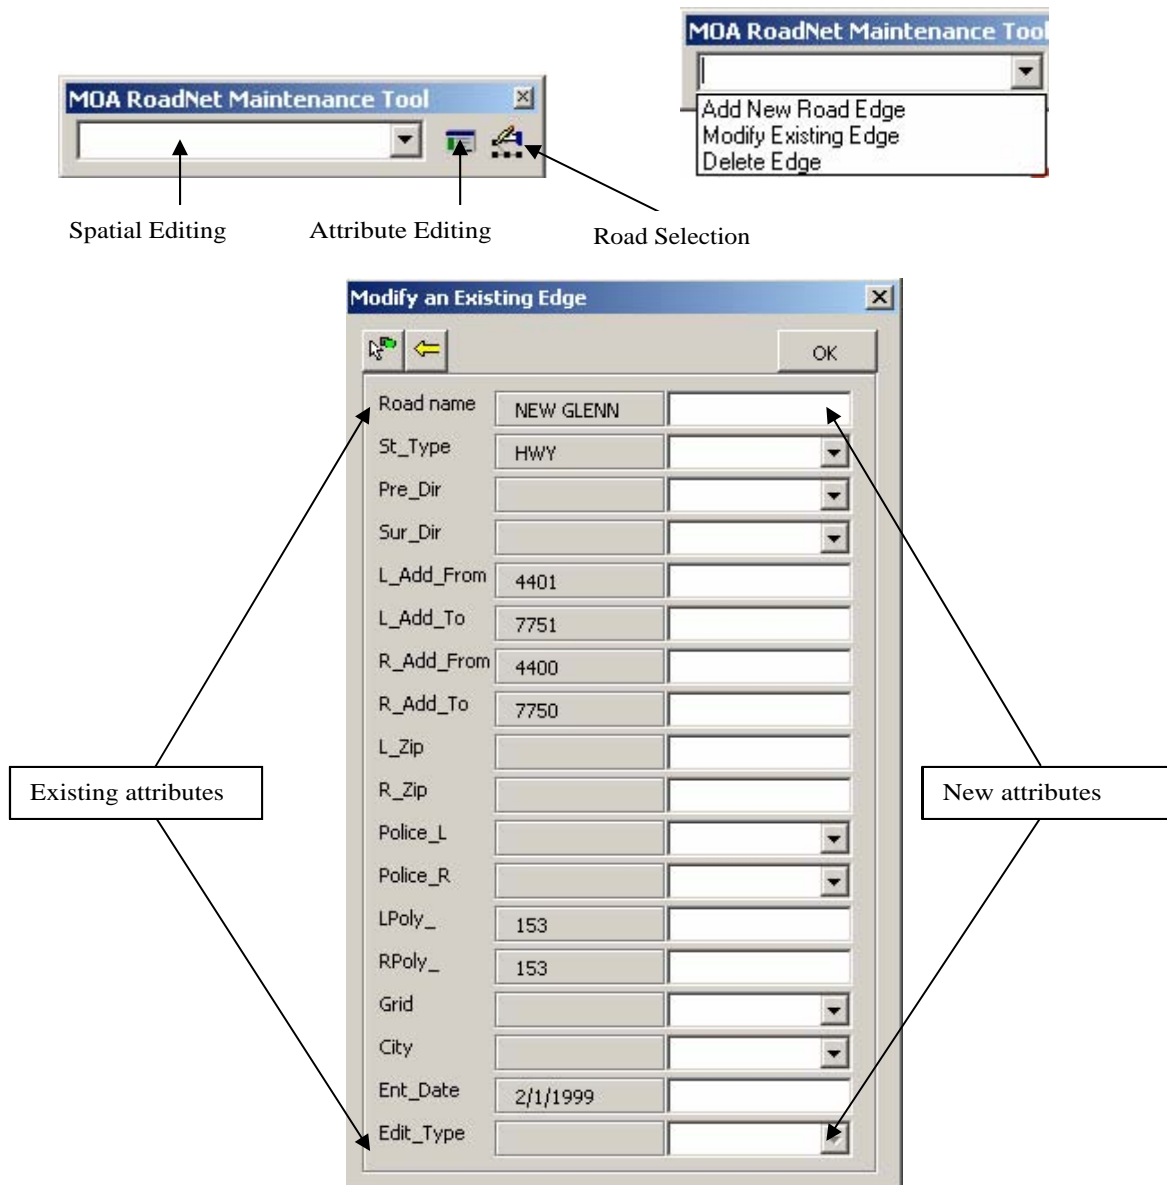 MOA RoadNet Maintenance Tool
Spatial Editing
Attribute Editing
Road Selection
MOA RoadNet Maintenance Tool
Add New Road Edge
Modify Existing Edge
Delete Edge
Modify an Existing Edge
OK
Road name NEW GLENN
St_Type HWY
Pre_Dir
Sur_Dir
L_Add_From 4401
L_Add_To 7751
R_Add_From 4400
R_Add_To 7750
L_Zip
R_Zip
Police_L
Police_R
LPoly_ 153
RPoly_ 153
Grid
City
Ent_Date 2/1/1999
Edit_Type
Existing attributes
New attributes